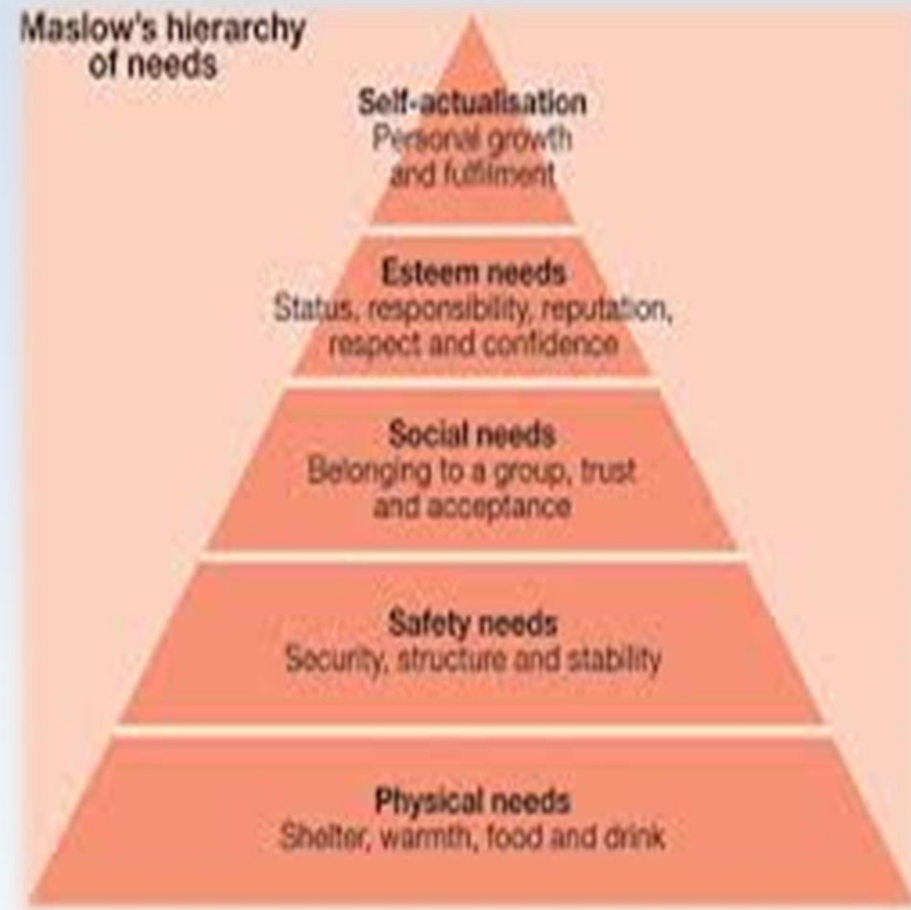 Maslow's hierarchy
of needs
Self-actualisation
Personal growth
and fulfilment
Esteem needs
Status, responsibility, reputation,
respect and confidence
Social needs
Belonging to a group, trust
and acceptance
Safety needs
Security, structure and stability
Physical needs
Shelter, warmth, food and drink